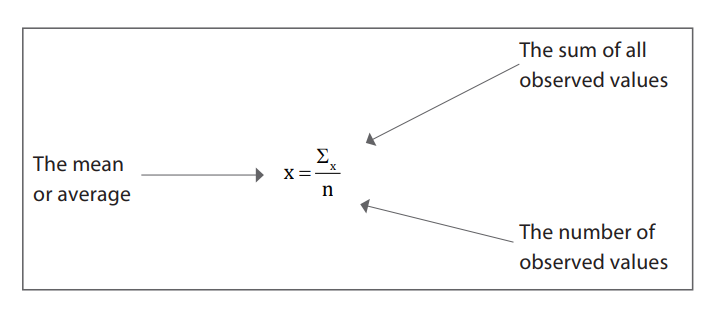 The sum of all
observed values
The mean
or average
x = Σx / n
The number of
observed values